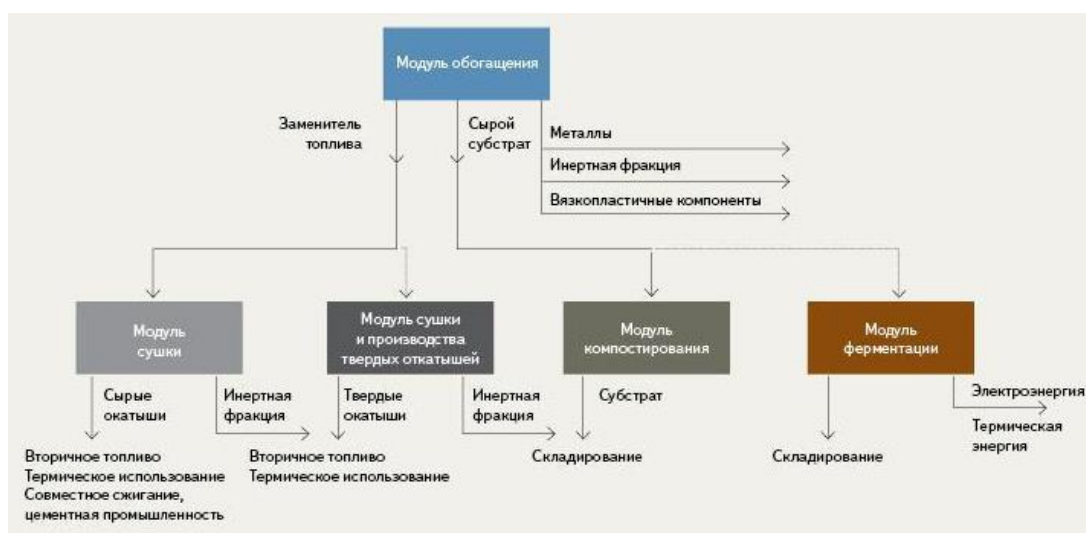 Модуль обогащения
Заменитель
топлива
Сырой
субстрат
Металлы
Инертная фракция
Вязкопластичные компоненты
Модуль
сушки
Модуль сушки
и производства
твердых откатышей
Модуль
компостирования
Модуль
ферментации
Сырые
окатыши
Инертная
фракция
Твердые
окатыши
Инертная
фракция
Субстрат
Электроэнергия
Термическая
энергия
Вторичное топливо
Термическое использование
Совместное сжигание,
цементная промышленность
Вторичное топливо
Термическое использование
Складирование
Складирование